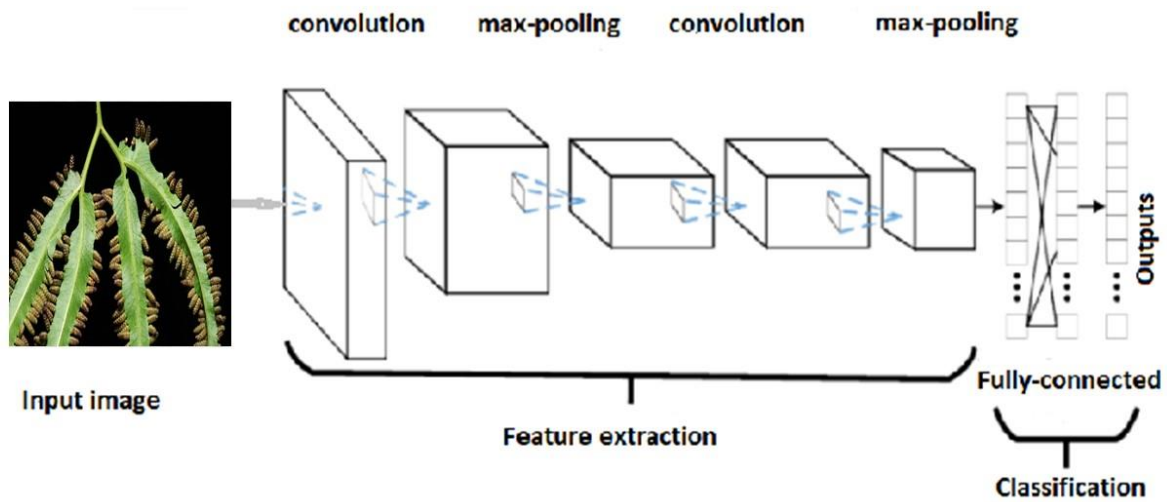 convolution max-pooling convolution max-pooling
Input image
Feature extraction
Fully-connected
Outputs
Classification